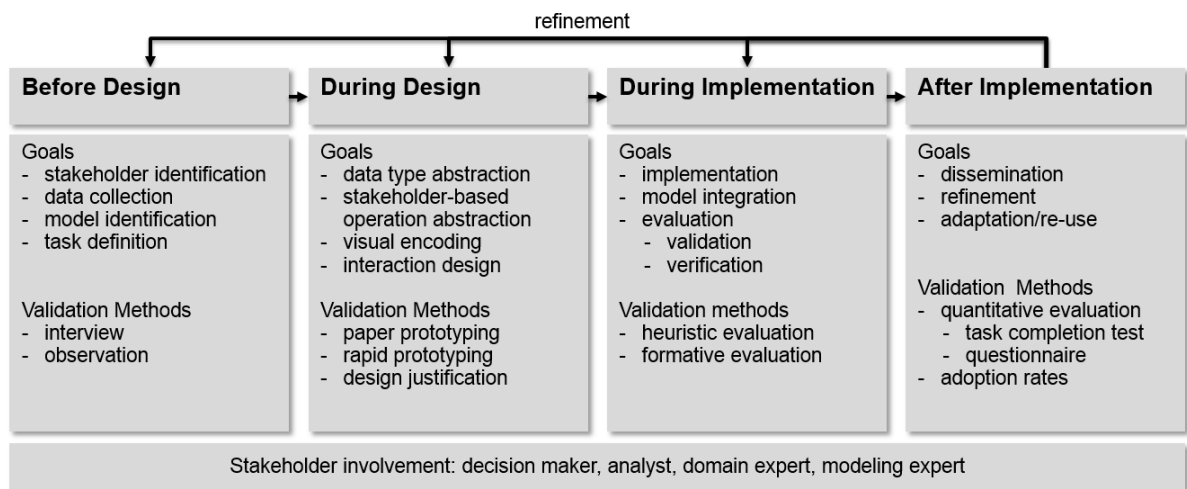 refinement
Before Design
During Design
During Implementation
After Implementation
Goals
- stakeholder identification
- data collection
- model identification
- task definition
Validation Methods
- interview
- observation
Goals
- data type abstraction
- stakeholder-based
operation abstraction
- visual encoding
- interaction design
Validation Methods
- paper prototyping
- rapid prototyping
- design justification
Goals
- implementation
- model integration
- evaluation
- validation
- verification
Validation methods
- heuristic evaluation
- formative evaluation
Goals
- dissemination
- refinement
- adaptation/re-use
Validation  Methods
- quantitative evaluation
- task completion test
- questionnaire
- adoption rates
Stakeholder involvement: decision maker, analyst, domain expert, modeling expert